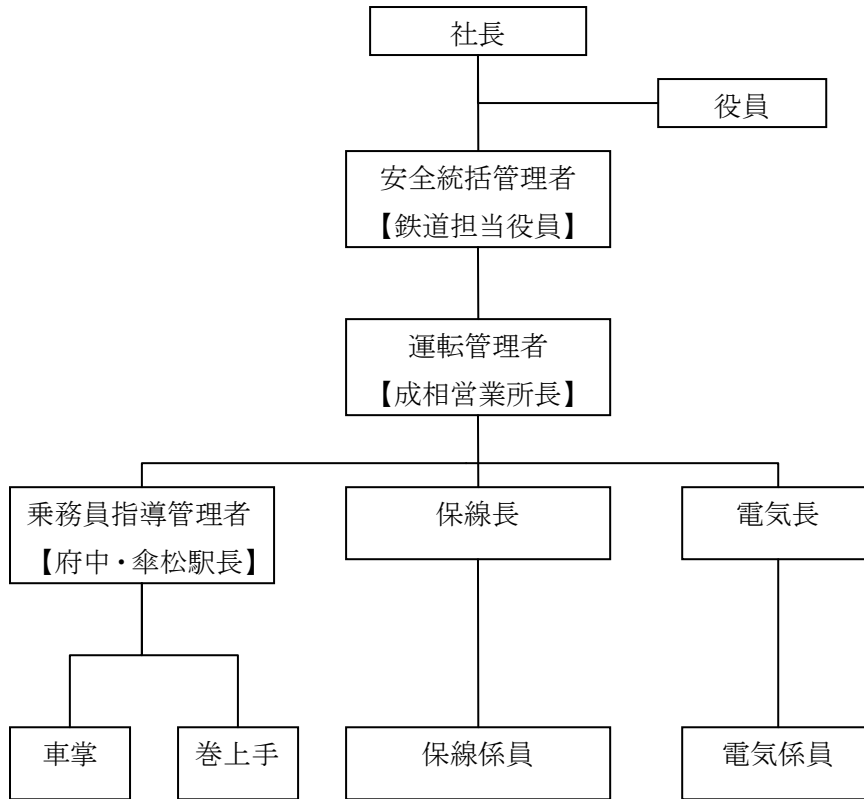 社長
役員
安全統括管理者
【鉄道担当役員】
運転管理者
【成相営業所長】
乗務員指導管理者
【府中・傘松駅長】
保線長
電気長
車掌
巻上手
保線係員
電気係員